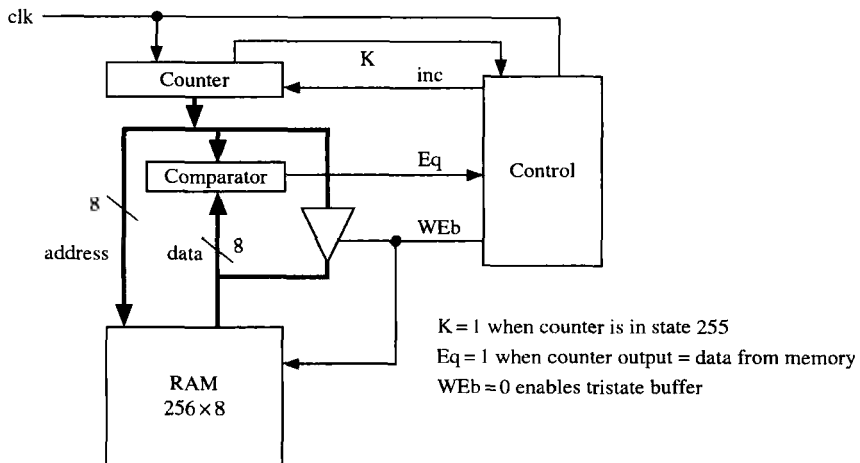 clk
K
Counter
inc
Comparator
Eq
Control
8
address
data
8
WEb
K = 1 when counter is in state 255
Eq = 1 when counter output = data from memory
WEb = 0 enables tristate buffer
RAM
256 × 8